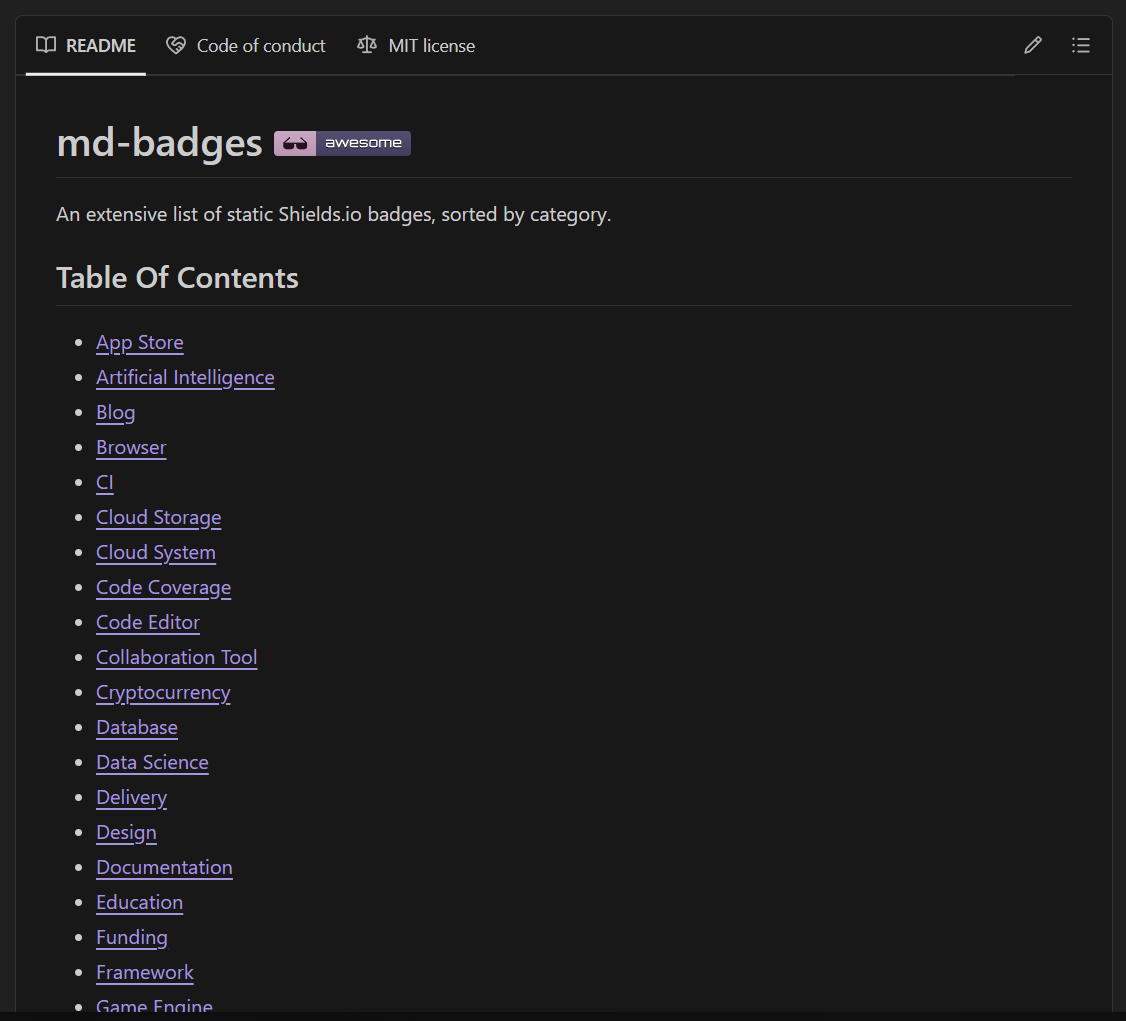 README Code of conduct MIT license
md-badges awesome
An extensive list of static Shields.io badges, sorted by category.
Table Of Contents
App Store
Artificial Intelligence
Blog
Browser
CI
Cloud Storage
Cloud System
Code Coverage
Code Editor
Collaboration Tool
Cryptocurrency
Database
Data Science
Delivery
Design
Documentation
Education
Funding
Framework
Game Engine